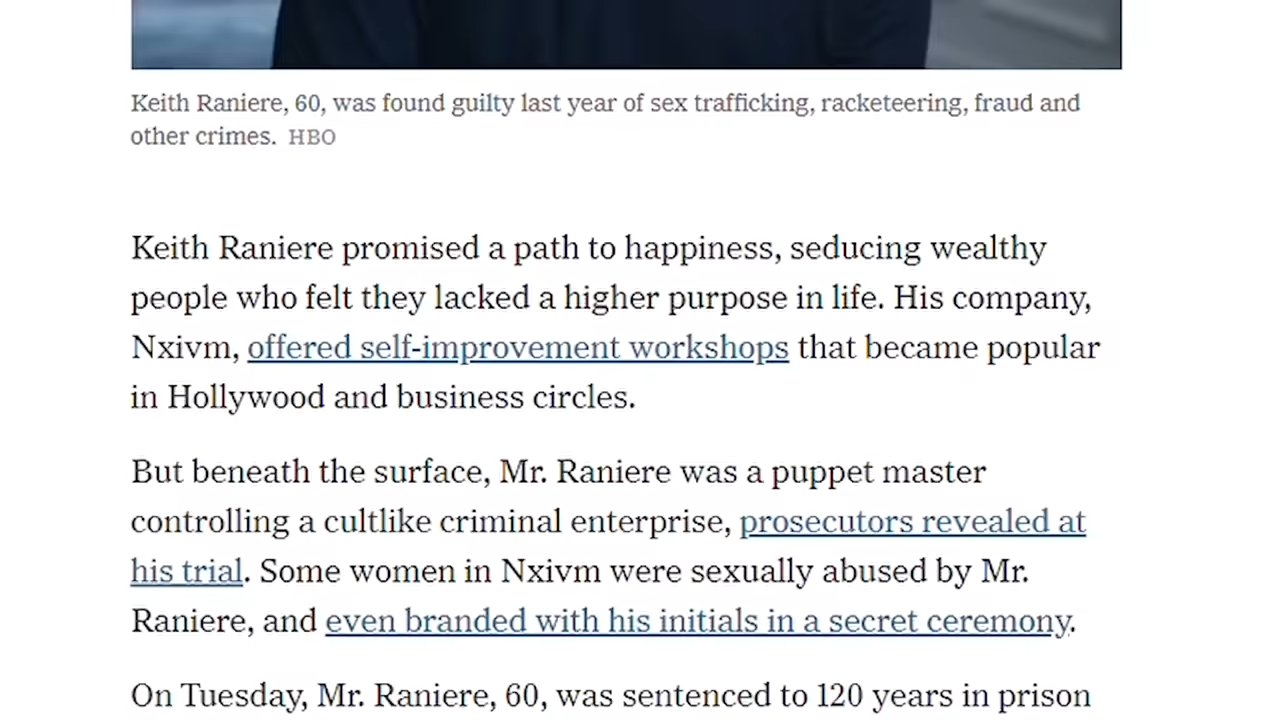 Keith Raniere, 60, was found guilty last year of sex trafficking, racketeering, fraud and
other crimes. HBO
Keith Raniere promised a path to happiness, seducing wealthy
people who felt they lacked a higher purpose in life. His company,
Nxivm, offered self-improvement workshops that became popular
in Hollywood and business circles.
But beneath the surface, Mr. Raniere was a puppet master
controlling a cultlike criminal enterprise, prosecutors revealed at
his trial. Some women in Nxivm were sexually abused by Mr.
Raniere, and even branded with his initials in a secret ceremony.
On Tuesday, Mr. Raniere, 60, was sentenced to 120 years in prison